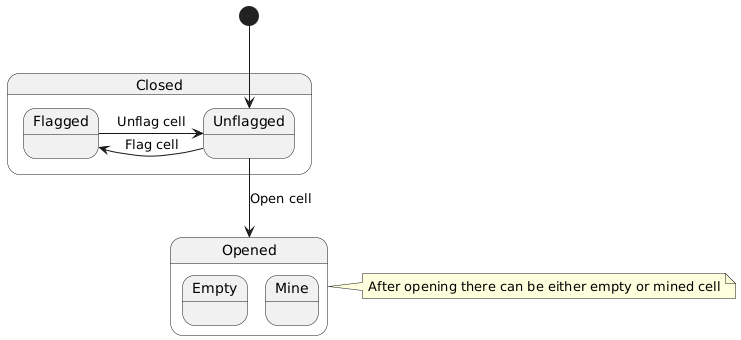 Closed
Flagged
Unflag cell
Unflagged
Flag cell
Open cell
Opened
Empty
Mine
After opening there can be either empty or mined cell